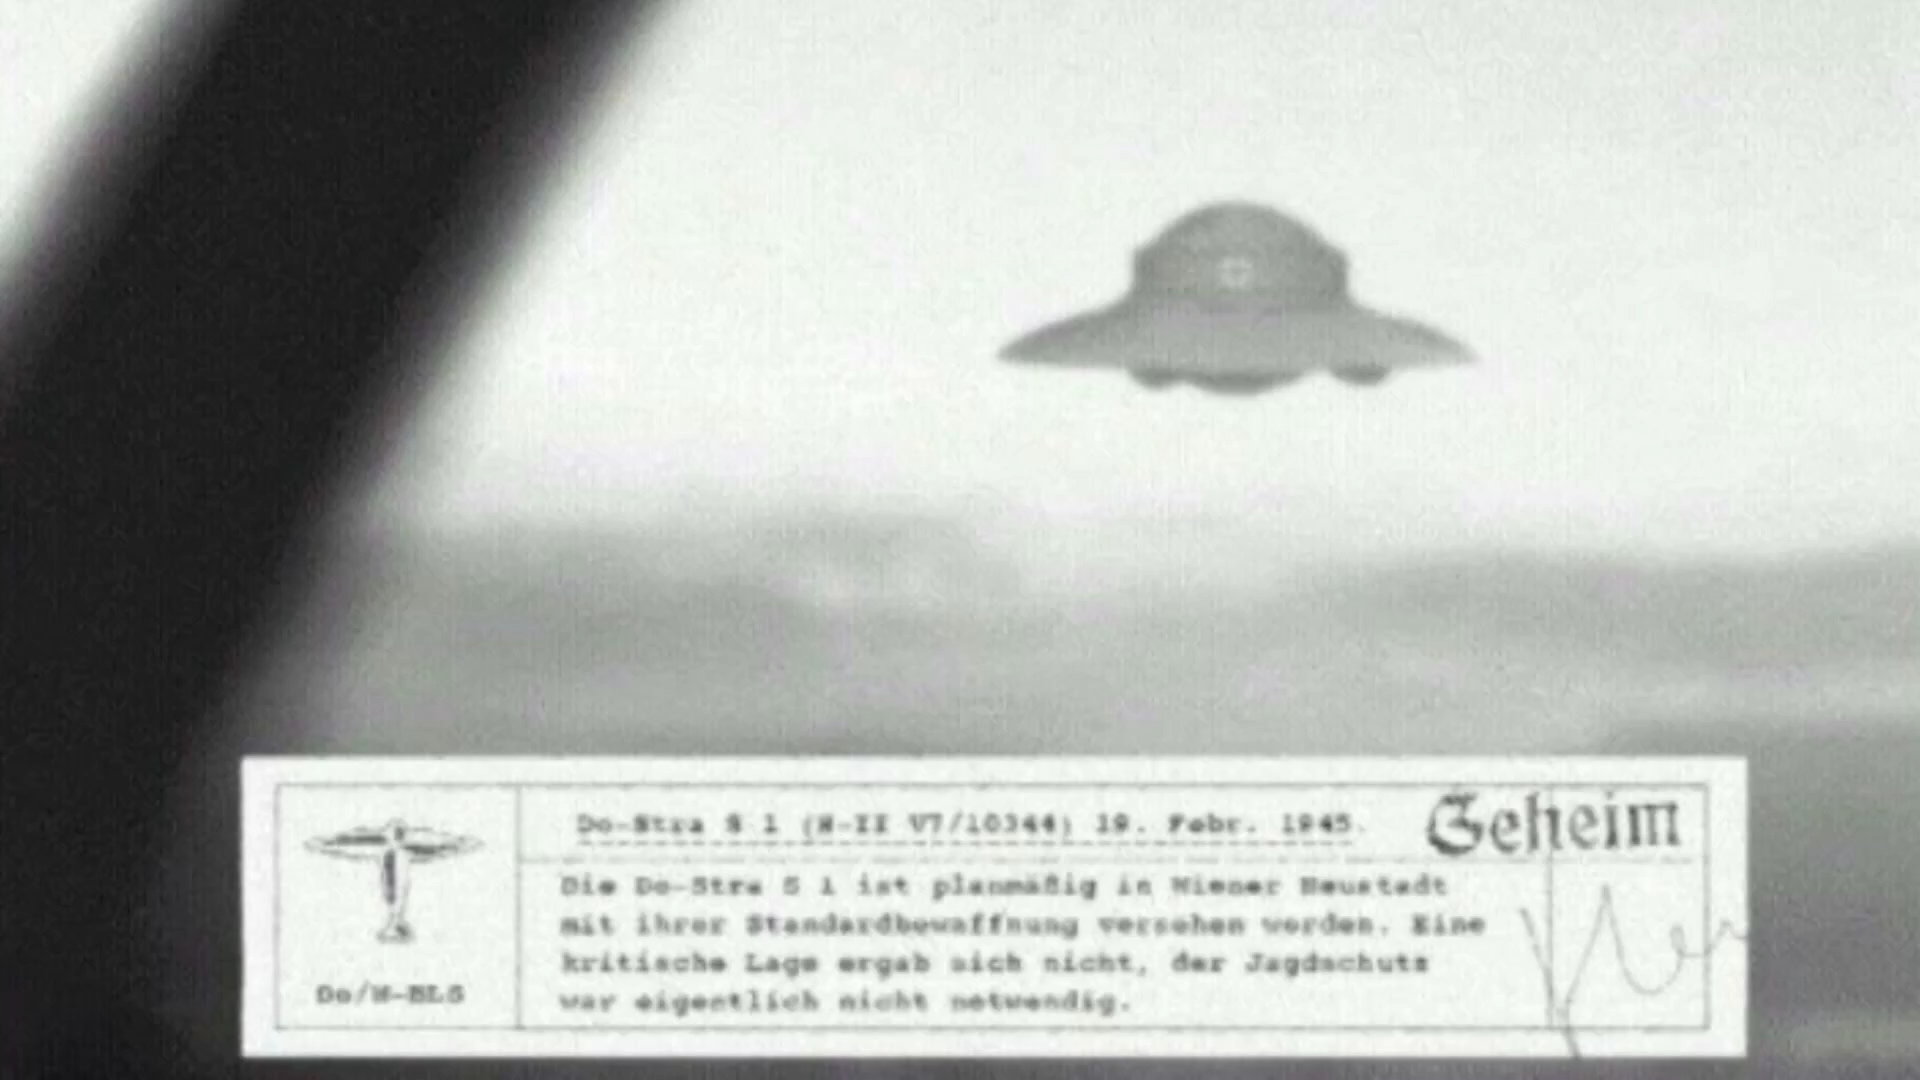 Do-Stra S 1 (H-II V7/10344) 19. Febr. 1945.
Geheim
Die Do-Stra S 1 ist planmäßig in Wiener Neustadt
mit ihrer Standardbewaffnung versehen worden. Eine
kritische Lage ergab sich nicht, der Jagdschutz
war eigentlich nicht notwendig.
Do/H-BLS